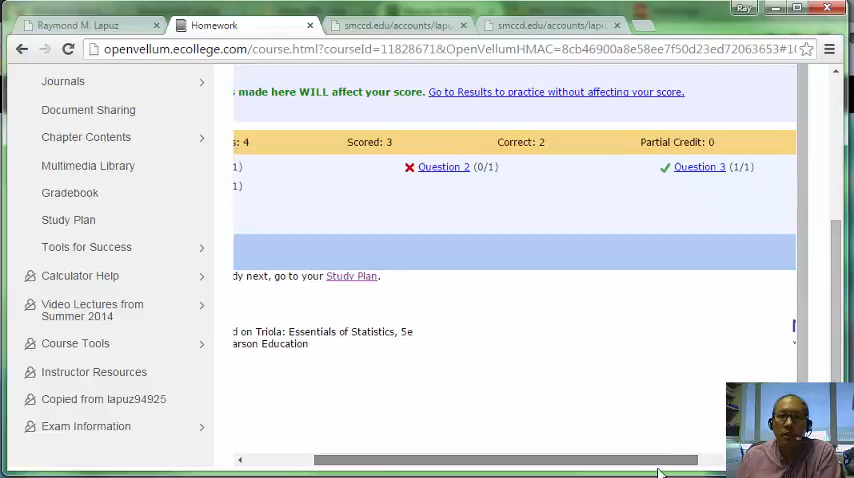 Ray
Raymond M. Lapuz
Homework
smccd.edu/accounts/lapu
smccd.edu/accounts/lapu
openvellum.ecollege.com/course.html?courseId=11828671&OpenVellumHMAC=8cb46900a8e58ee7f50d23ed72063653#10
Journals
Document Sharing
Chapter Contents
Multimedia Library
Gradebook
Study Plan
Tools for Success
Calculator Help
Video Lectures from
Summer 2014
Course Tools
Instructor Resources
Copied from lapuz94925
Exam Information
s made here WILL affect your score. Go to Results to practice without affecting your score.
s: 4 Scored: 3 Correct: 2 Partial Credit: 0
1) Question 2 (0/1) Question 3 (1/1)
1)
dy next, go to your Study Plan.
d on Triola: Essentials of Statistics, 5e
arson Education